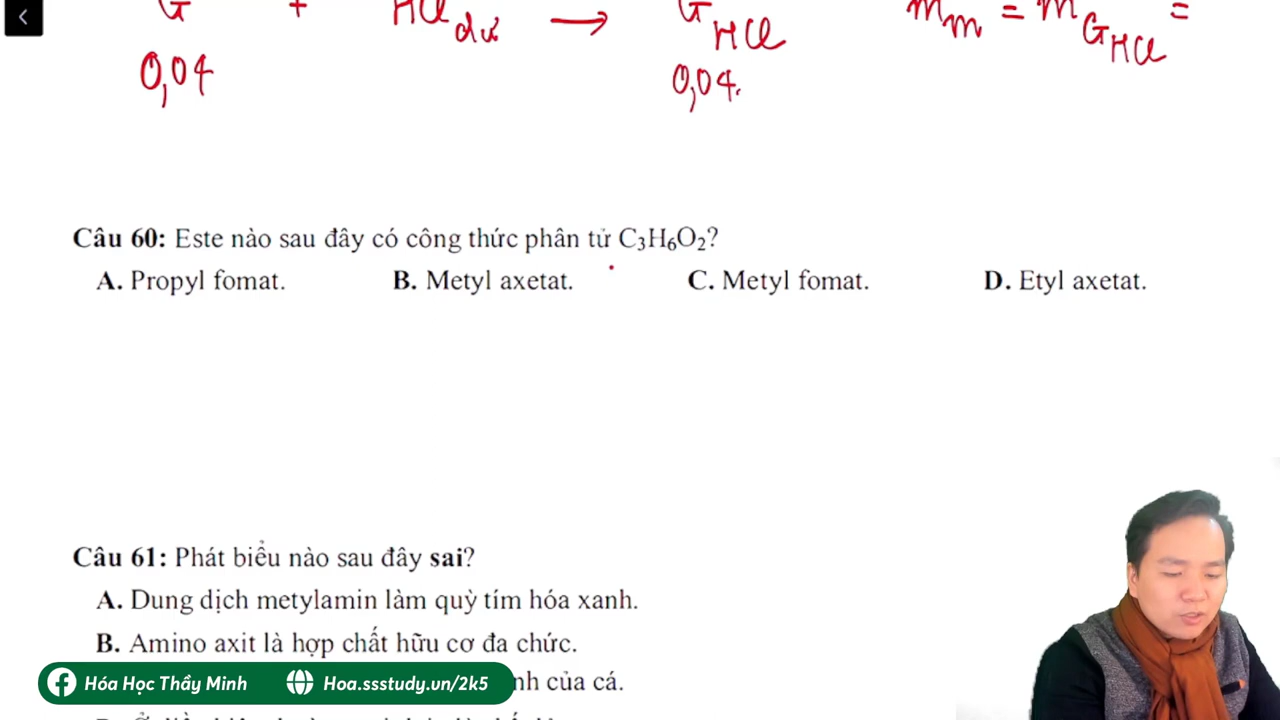 G + HCl dư → G HCl m m = m G HCl =
0,04 0,04.
Câu 60: Este nào sau đây có công thức phân tử C₃H₆O₂?
A. Propyl fomat. B. Metyl axetat. C. Metyl fomat. D. Etyl axetat.
Câu 61: Phát biểu nào sau đây sai?
A. Dung dịch metylamin làm quỳ tím hóa xanh.
B. Amino axit là hợp chất hữu cơ đa chức.
Hóa Học Thầy Minh Hoa.ssstudy.vn/2k5 của cá.